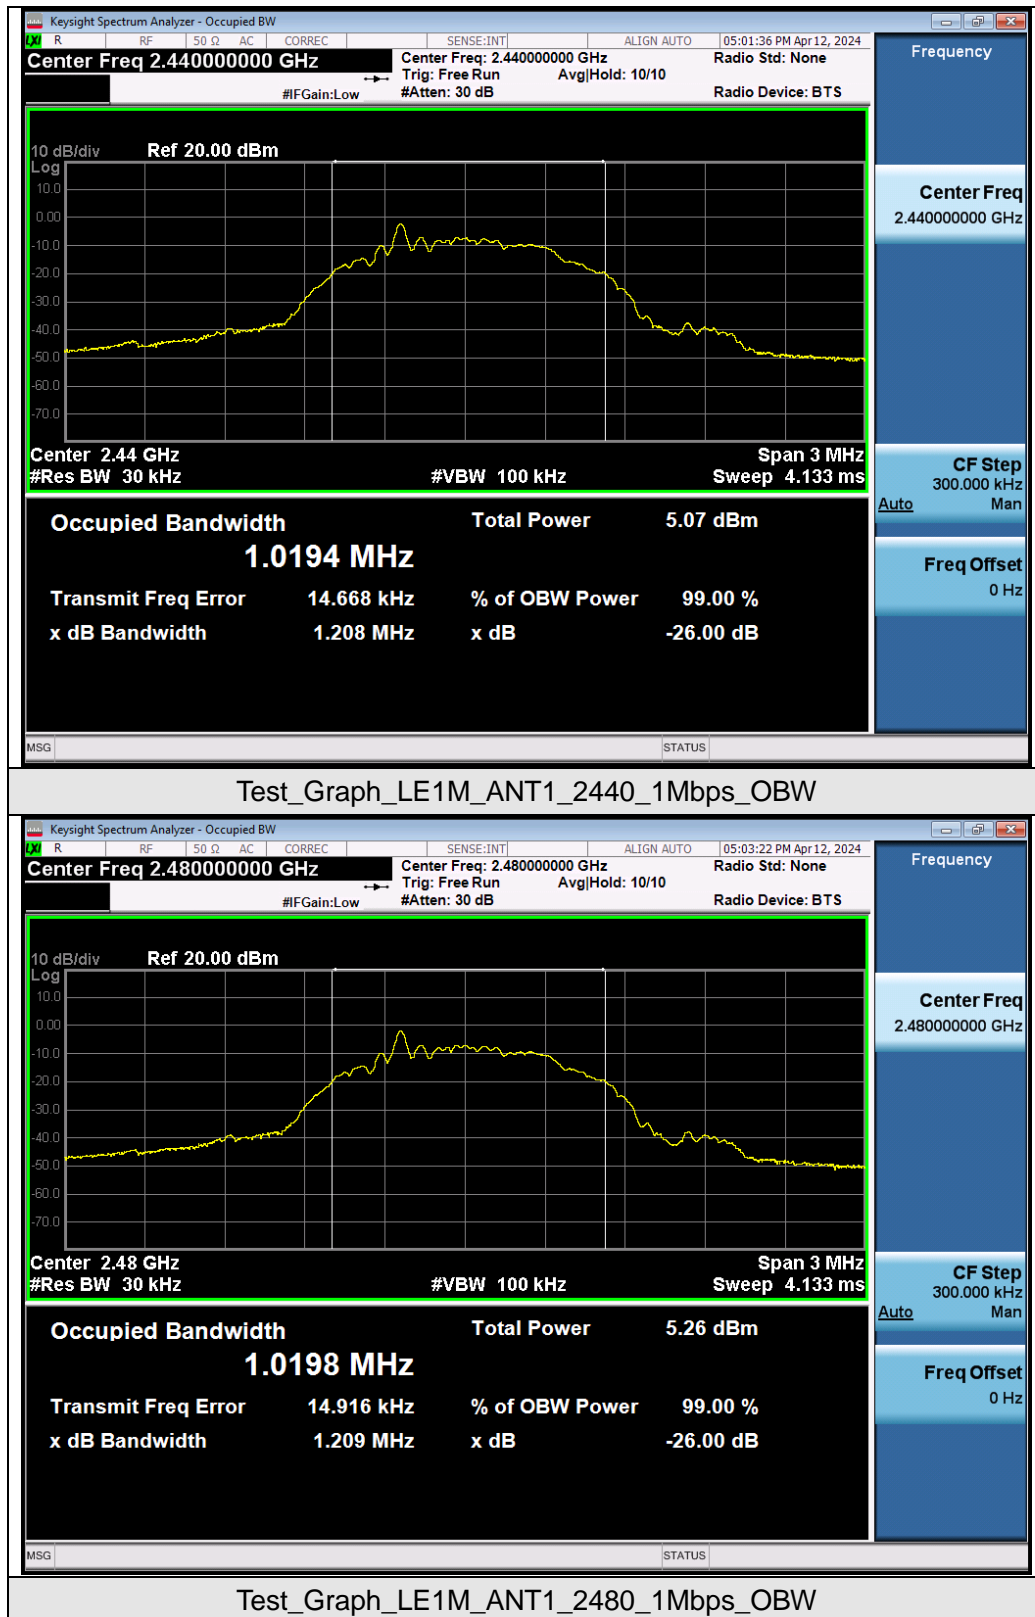 Keysight Spectrum Analyzer - Occupied BW
LXI R RF 50 Ω AC CORREC SENSE:INT ALIGN AUTO 05:01:36 PM Apr 12, 2024
Center Freq 2.440000000 GHz
Center Freq: 2.440000000 GHz Radio Std: None
Trig: Free Run Avg|Hold: 10/10
#IFGain:Low #Atten: 30 dB Radio Device: BTS
Frequency
10 dB/div Ref 20.00 dBm
Log
10.0
0.00
-10.0
-20.0
-30.0
-40.0
-50.0
-60.0
-70.0
Center Freq
2.440000000 GHz
Center 2.44 GHz Span 3 MHz
#Res BW 30 kHz #VBW 100 kHz Sweep 4.133 ms
CF Step
300.000 kHz
Auto Man
Freq Offset
0 Hz
Occupied Bandwidth Total Power 5.07 dBm
1.0194 MHz
Transmit Freq Error 14.668 kHz % of OBW Power 99.00 %
x dB Bandwidth 1.208 MHz x dB -26.00 dB
MSG STATUS
Test_Graph_LE1M_ANT1_2440_1Mbps_OBW
Keysight Spectrum Analyzer - Occupied BW
LXI R RF 50 Ω AC CORREC SENSE:INT ALIGN AUTO 05:03:22 PM Apr 12, 2024
Center Freq 2.480000000 GHz
Center Freq: 2.480000000 GHz Radio Std: None
Trig: Free Run Avg|Hold: 10/10
#IFGain:Low #Atten: 30 dB Radio Device: BTS
Frequency
10 dB/div Ref 20.00 dBm
Log
10.0
0.00
-10.0
-20.0
-30.0
-40.0
-50.0
-60.0
-70.0
Center Freq
2.480000000 GHz
Center 2.48 GHz Span 3 MHz
#Res BW 30 kHz #VBW 100 kHz Sweep 4.133 ms
CF Step
300.000 kHz
Auto Man
Freq Offset
0 Hz
Occupied Bandwidth Total Power 5.26 dBm
1.0198 MHz
Transmit Freq Error 14.916 kHz % of OBW Power 99.00 %
x dB Bandwidth 1.209 MHz x dB -26.00 dB
MSG STATUS
Test_Graph_LE1M_ANT1_2480_1Mbps_OBW